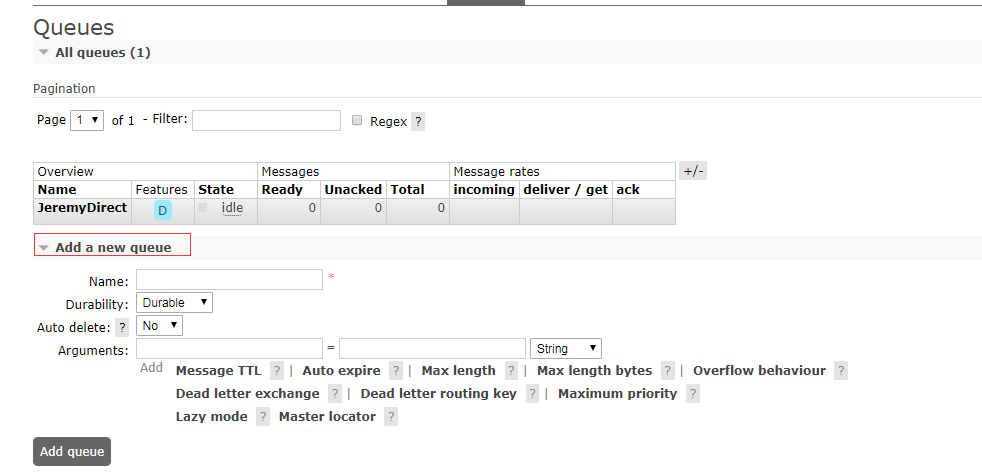 Queues
All queues (1)
Pagination
Page 1 of 1 - Filter: Regex ?
Overview Messages Message rates +/-
Name Features State Ready Unacked Total incoming deliver / get ack
JeremyDirect D idle 0 0 0
Add a new queue
Name: *
Durability: Durable
Auto delete: ? No
Arguments: = String
Add Message TTL ? | Auto expire ? | Max length ? | Max length bytes ? | Overflow behaviour ?
Dead letter exchange ? | Dead letter routing key ? | Maximum priority ?
Lazy mode ? Master locator ?
Add queue